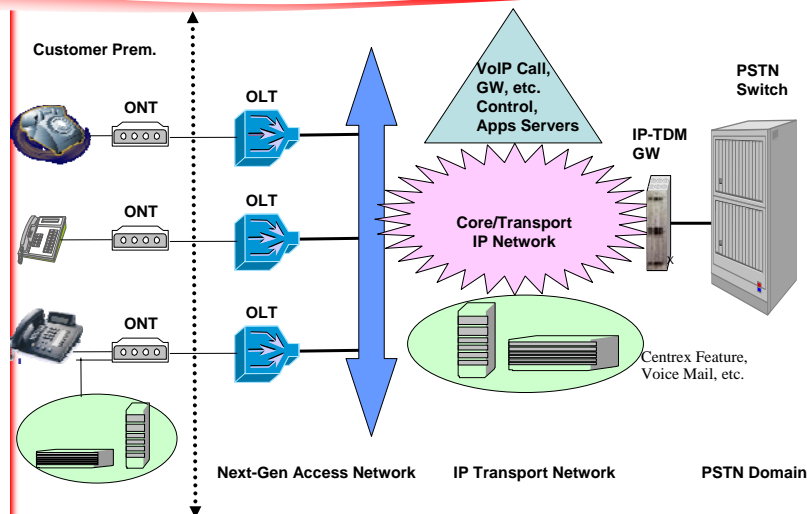 Customer Prem.
ONT
OLT
VoIP Call,
GW, etc.
Control,
Apps Servers
PSTN
Switch
IP-TDM
GW
ONT
OLT
Core/Transport
IP Network
X
ONT
OLT
Centrex Feature,
Voice Mail, etc.
Next-Gen Access Network
IP Transport Network
PSTN Domain